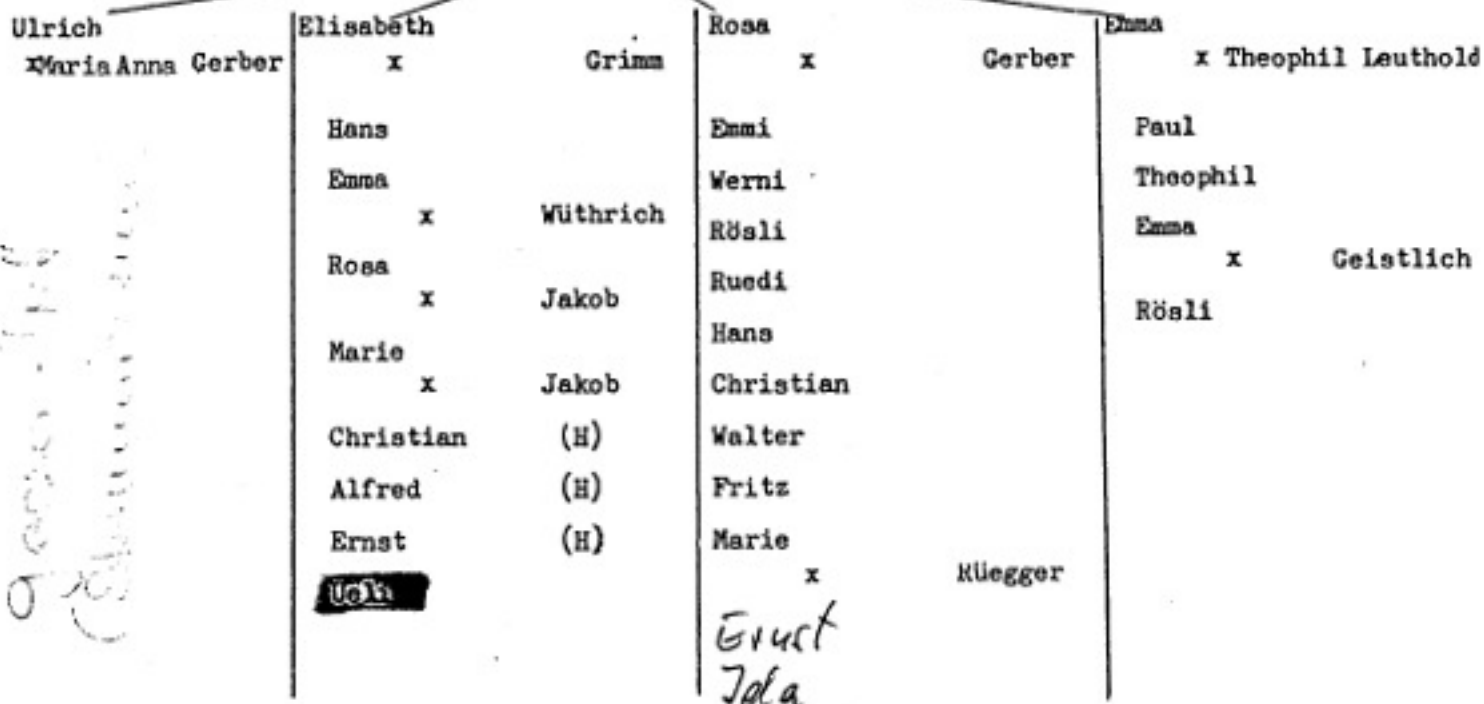 Ulrich
xMaria Anna Gerber
Elisabeth
x Grimm
Hans
Emma
x Wüthrich
Rosa
x Jakob
Marie
x Jakob
Christian (H)
Alfred (H)
Ernst (H)
Ueli
Rosa
x Gerber
Emmi
Werni
Rösli
Ruedi
Hans
Christian
Walter
Fritz
Marie
x Rüegger
Ernst
Ida
Emma
x Theophil Leuthold
Paul
Theophil
Emma
x Geistlich
Rösli